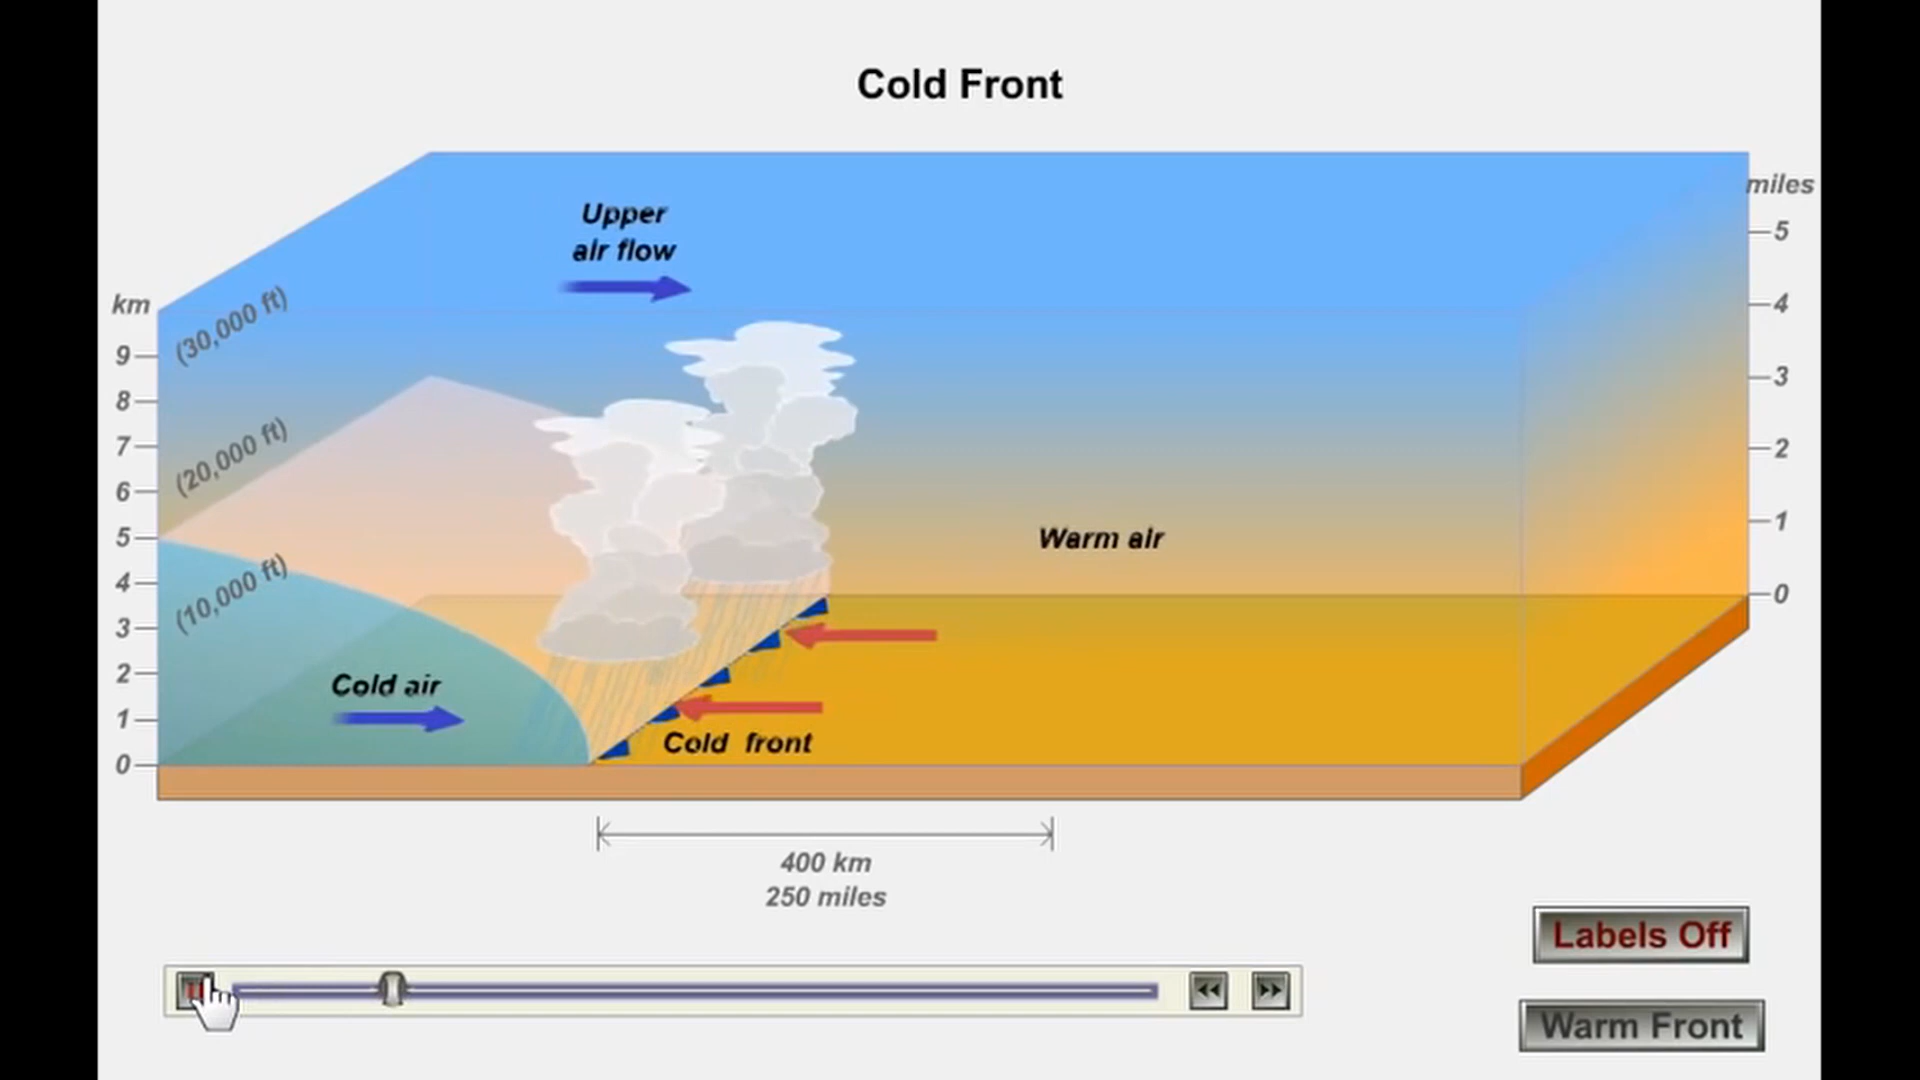 Cold Front
miles
Upper
air flow
5
km
(30,000 ft)
4
9
3
8
7
(20,000 ft)
2
6
1
5
Warm air
4
(10,000 ft)
0
3
2
Cold air
1
Cold front
0
400 km
250 miles
Labels Off
Warm Front